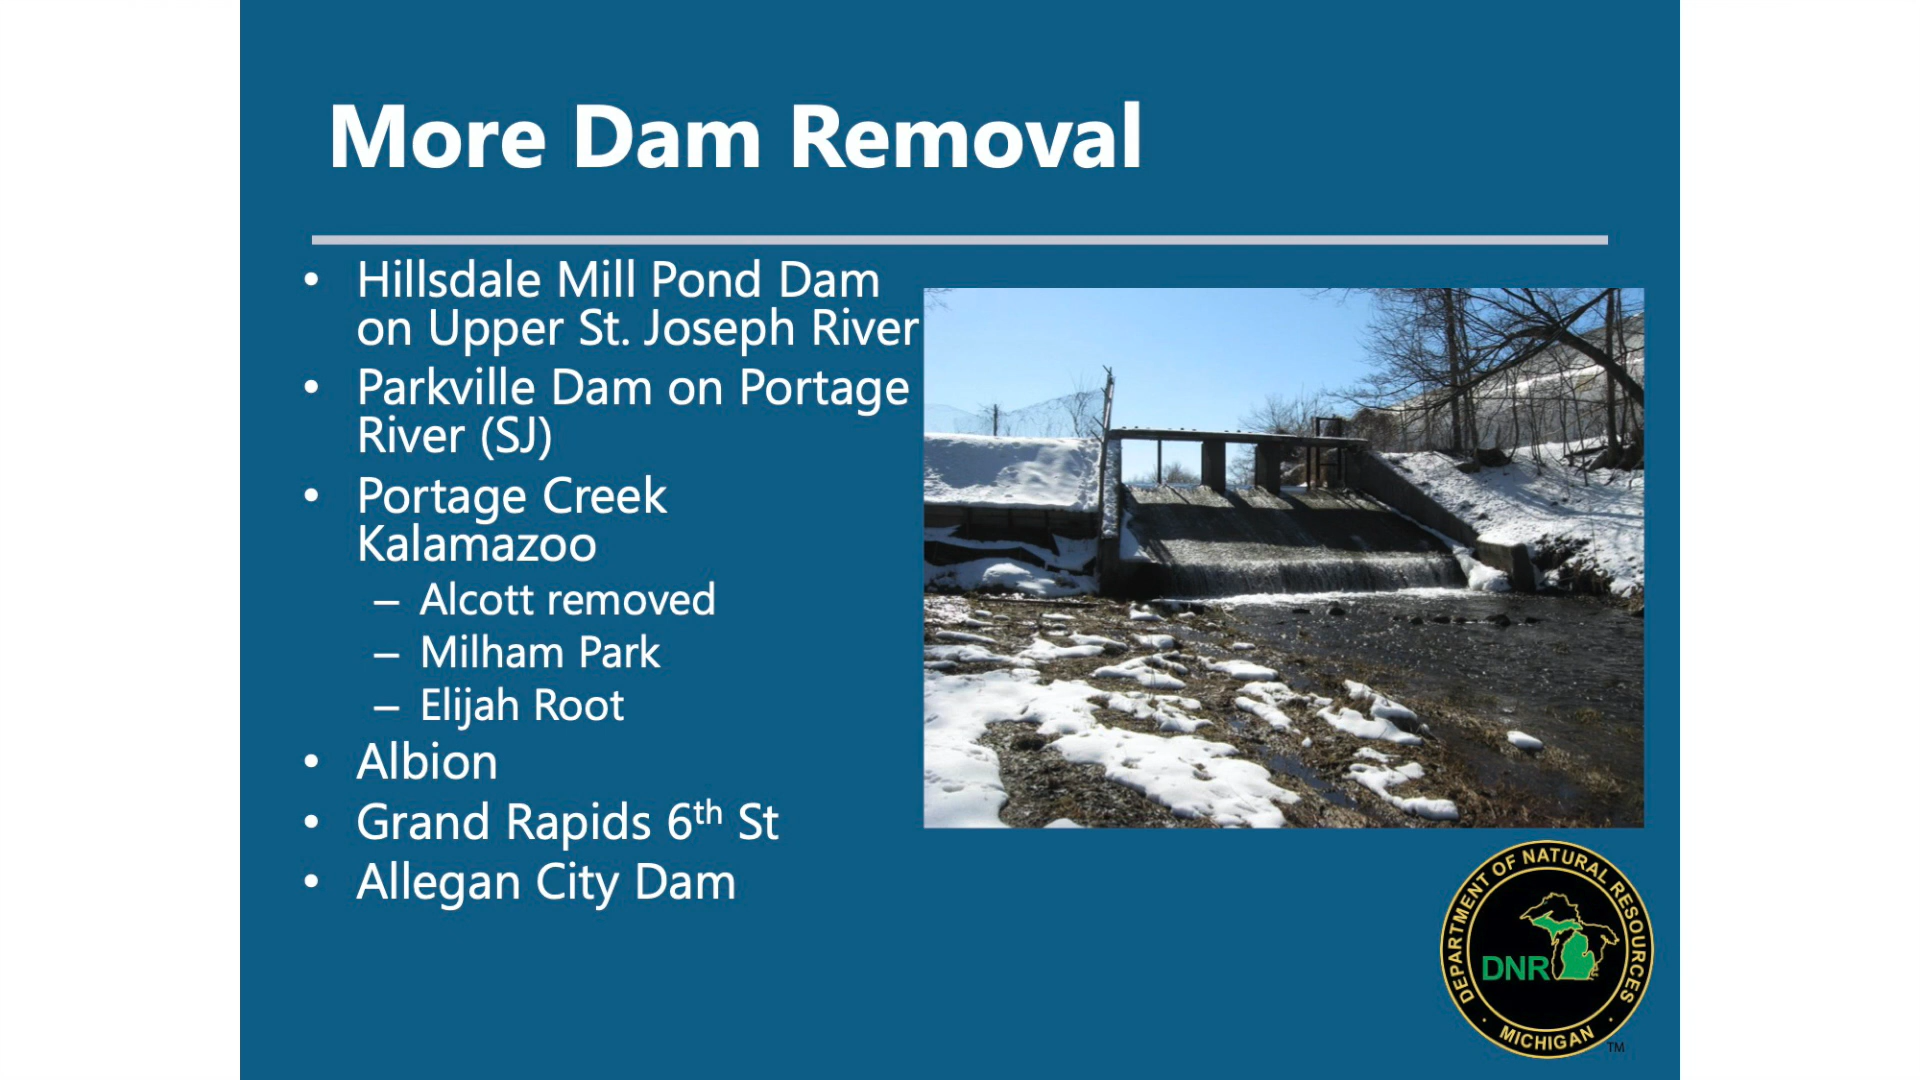 More Dam Removal
• Hillsdale Mill Pond Dam
on Upper St. Joseph River
• Parkville Dam on Portage
River (SJ)
• Portage Creek
Kalamazoo
– Alcott removed
– Milham Park
– Elijah Root
• Albion
• Grand Rapids 6th St
• Allegan City Dam
DEPARTMENT OF NATURAL RESOURCES
DNR
· MICHIGAN ·
TM